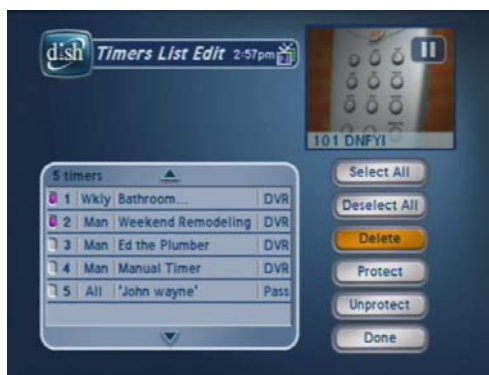 dish Timers List Edit 2:57pm
101 DNFYI
5 timers
1 Wkly Bathroom... DVR
2 Man Weekend Remodeling DVR
3 Man Ed the Plumber DVR
4 Man Manual Timer DVR
5 All "John wayne" Pass
Select All
Deselect All
Delete
Protect
Unprotect
Done